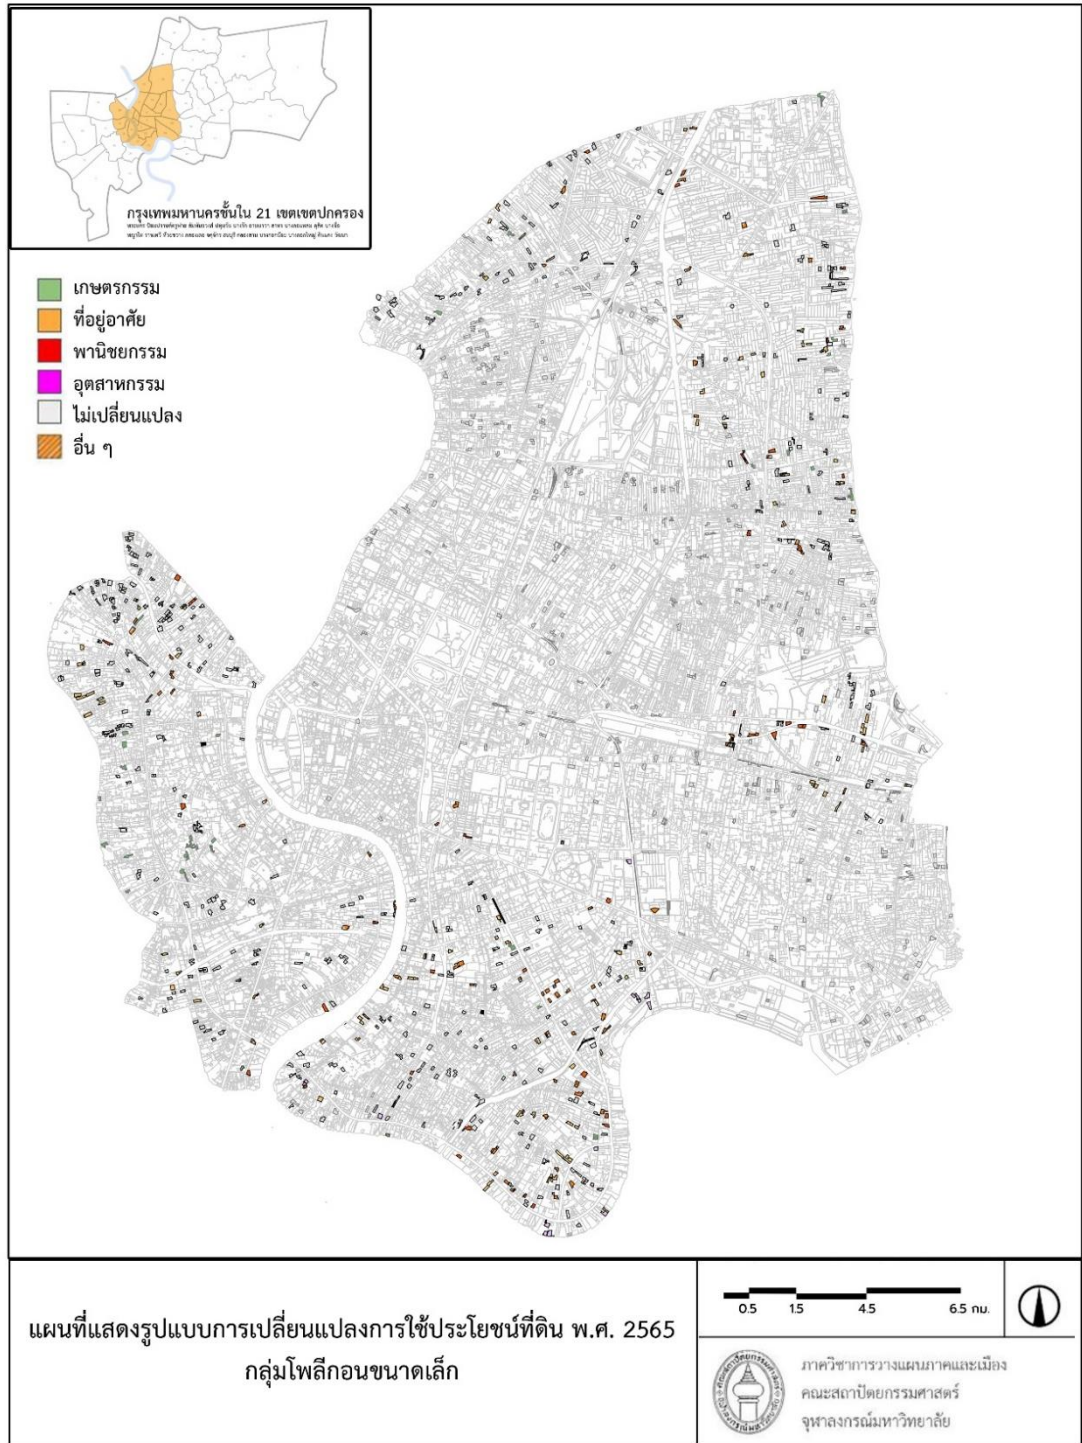 กรุงเทพมหานครชั้นใน 21 เขตเขตปกครอง
เกษตรกรรม
ที่อยู่อาศัย
พานิชยกรรม
อุตสาหกรรม
ไม่เปลี่ยนแปลง
อื่น ๆ
แผนที่แสดงรูปแบบการเปลี่ยนแปลงการใช้ประโยชน์ที่ดิน พ.ศ. 2565
กลุ่มโพลีกอนขนาดเล็ก
0.5 1.5 4.5 6.5 กม.
ภาควิชาการวางแผนภาคและเมือง
คณะสถาปัตยกรรมศาสตร์
จุฬาลงกรณ์มหาวิทยาลัย